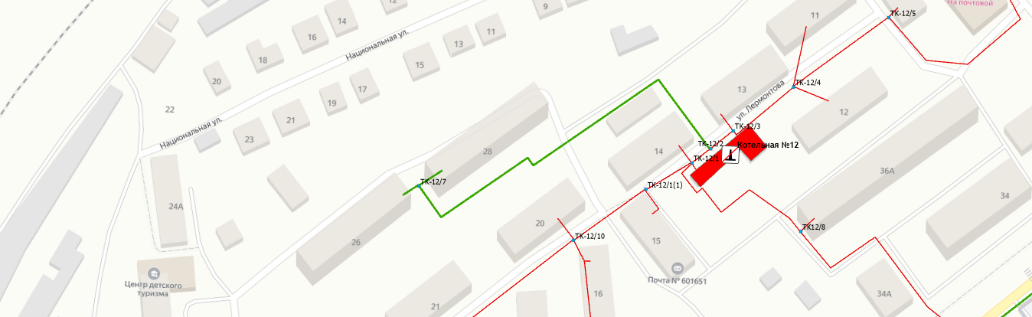 на почтовой
ТК-12/5
9
11
16
11
13
Национальная ул.
18
15
20
17
13
ТК-12/4
19
ул. Лермонтова
22
21
12
Национальная ул.
23
ТК-12/3
28
14
ТК-12/2
Котельная №12
ТК-12/1
36А
ТК-12/7
ТК-12/1(1)
34
24А
20
ТК12/8
26
ТК-12/10
15
Центр детского
туризма
Почта № 601651
16
34А
21